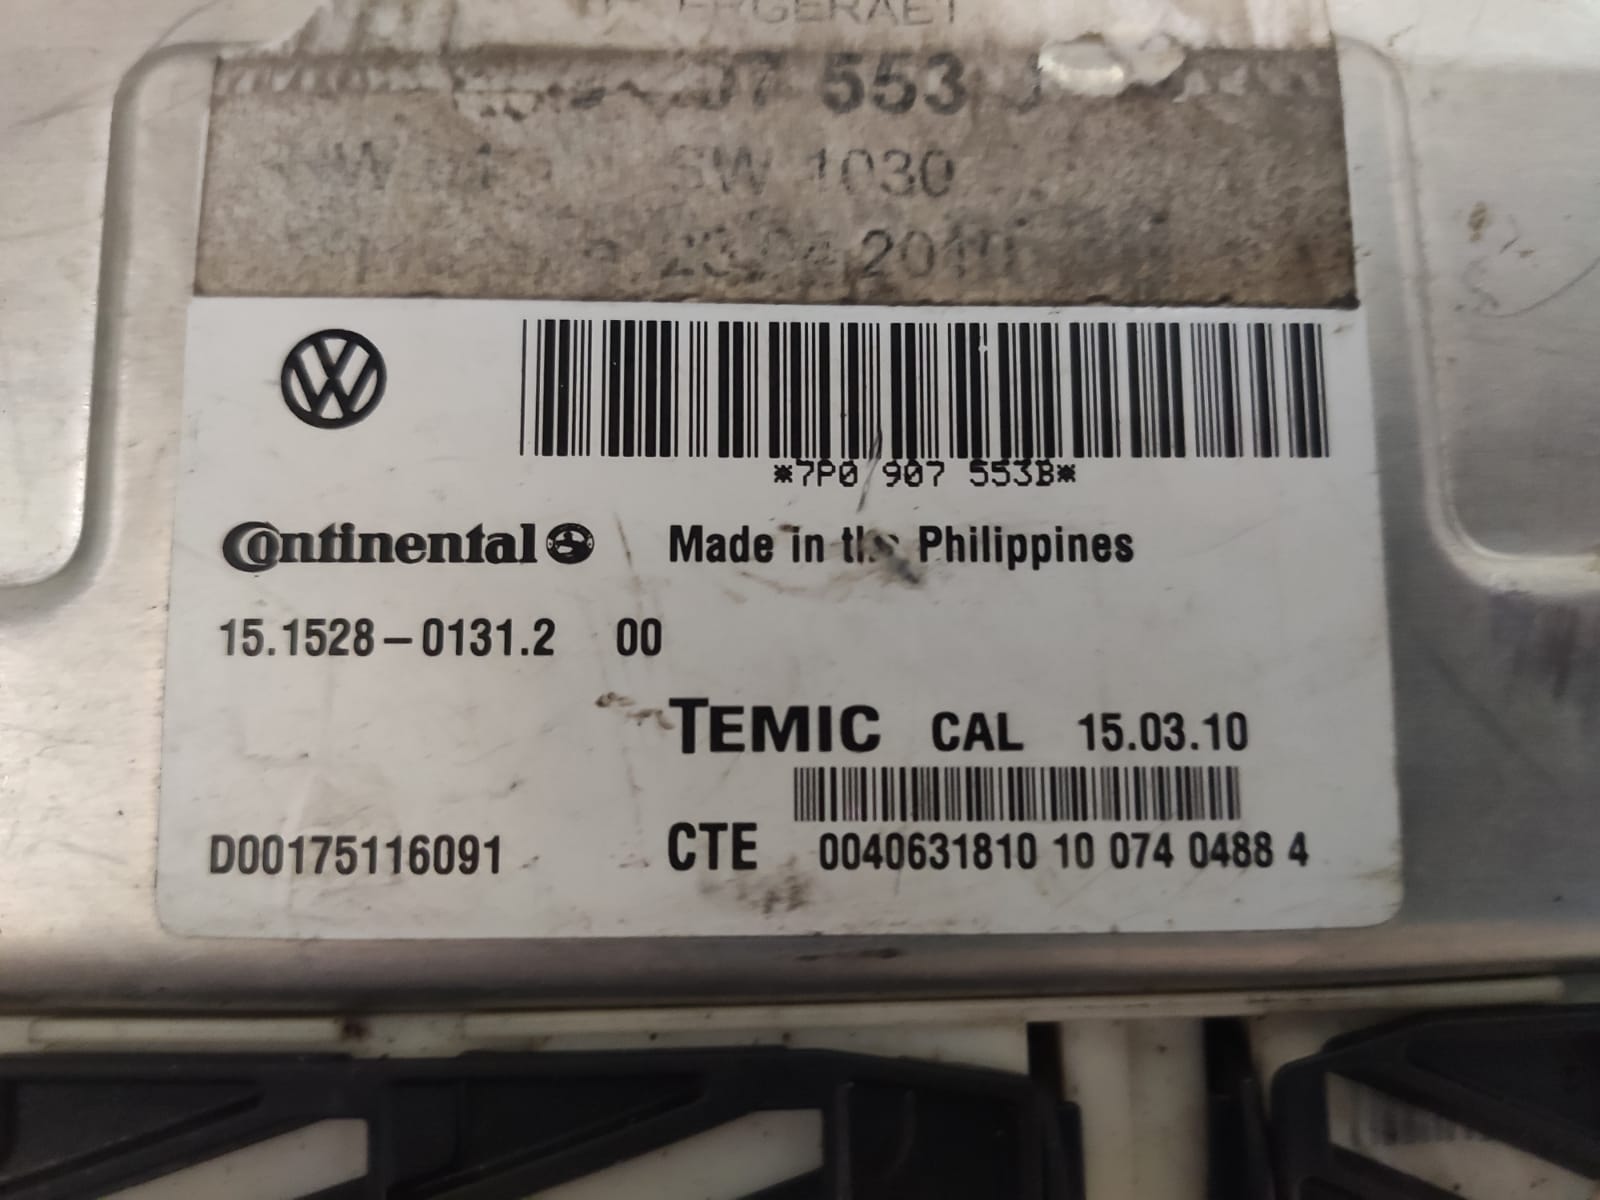 553
SW 1030
*7P0 907 553B*
Continental Made in the Philippines
15.1528-0131.2 00
TEMIC CAL 15.03.10
D00175116091 CTE 0040631810 10 074 0488 4